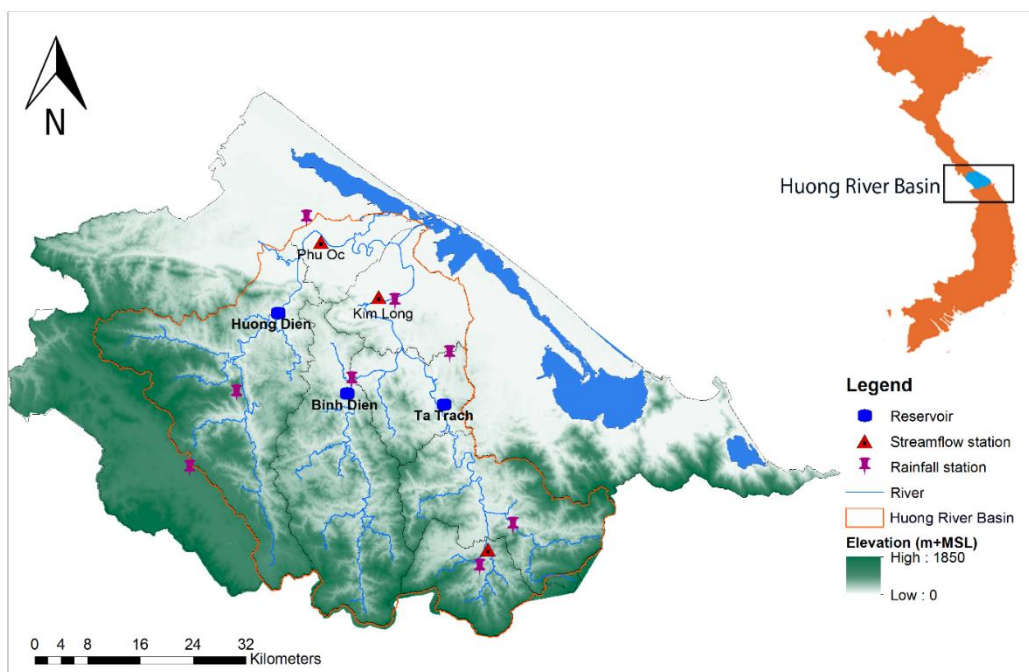 N
Huong River Basin
Phu Oc
Kim Long
Huong Dien
Binh Dien
Ta Trach
Legend
Reservoir
Streamflow station
Rainfall station
River
Huong River Basin
Elevation (m+MSL)
High : 1850
Low : 0
0 4 8 16 24 32
Kilometers